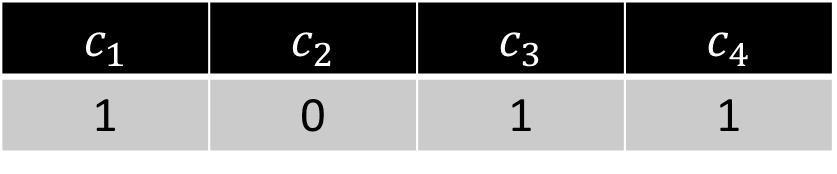 c₁ c₂ c₃ c₄
1 0 1 1